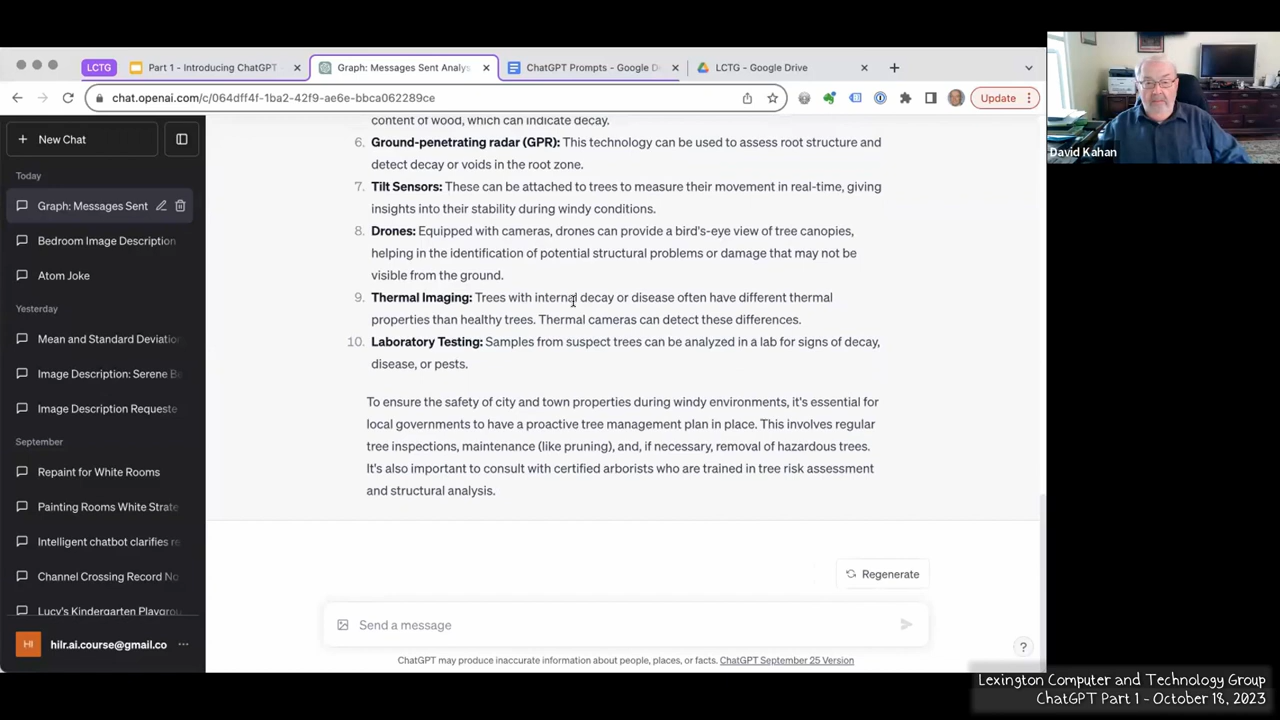 LCTG
Part 1 - Introducing ChatGPT -
Graph: Messages Sent Analys
ChatGPT Prompts - Google D
LCTG - Google Drive
chat.openai.com/c/064dff4f-1ba2-42f9-ae6e-bbca062289ce
Update
David Kahan
New Chat
Today
Graph: Messages Sent
Bedroom Image Description
Atom Joke
Yesterday
Mean and Standard Deviatio
Image Description: Serene Be
Image Description Requeste
September
Repaint for White Rooms
Painting Rooms White Strate
Intelligent chatbot clarifies re
Channel Crossing Record No
Lucy's Kindergarten Playgrou
HI
hilr.ai.course@gmail.co
content of wood, which can indicate decay.
6. Ground-penetrating radar (GPR): This technology can be used to assess root structure and
detect decay or voids in the root zone.
7. Tilt Sensors: These can be attached to trees to measure their movement in real-time, giving
insights into their stability during windy conditions.
8. Drones: Equipped with cameras, drones can provide a bird's-eye view of tree canopies,
helping in the identification of potential structural problems or damage that may not be
visible from the ground.
9. Thermal Imaging: Trees with internal decay or disease often have different thermal
properties than healthy trees. Thermal cameras can detect these differences.
10. Laboratory Testing: Samples from suspect trees can be analyzed in a lab for signs of decay,
disease, or pests.
To ensure the safety of city and town properties during windy environments, it's essential for
local governments to have a proactive tree management plan in place. This involves regular
tree inspections, maintenance (like pruning), and, if necessary, removal of hazardous trees.
It's also important to consult with certified arborists who are trained in tree risk assessment
and structural analysis.
Regenerate
Send a message
ChatGPT may produce inaccurate information about people, places, or facts. ChatGPT September 25 Version
?
Lexington Computer and Technology Group
ChatGPT Part 1 - October 18, 2023